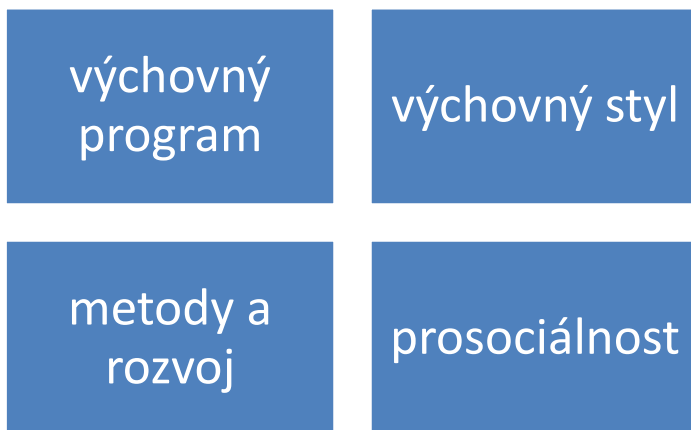 výchovný
program
výchovný styl
metody a
rozvoj
prosociálnost